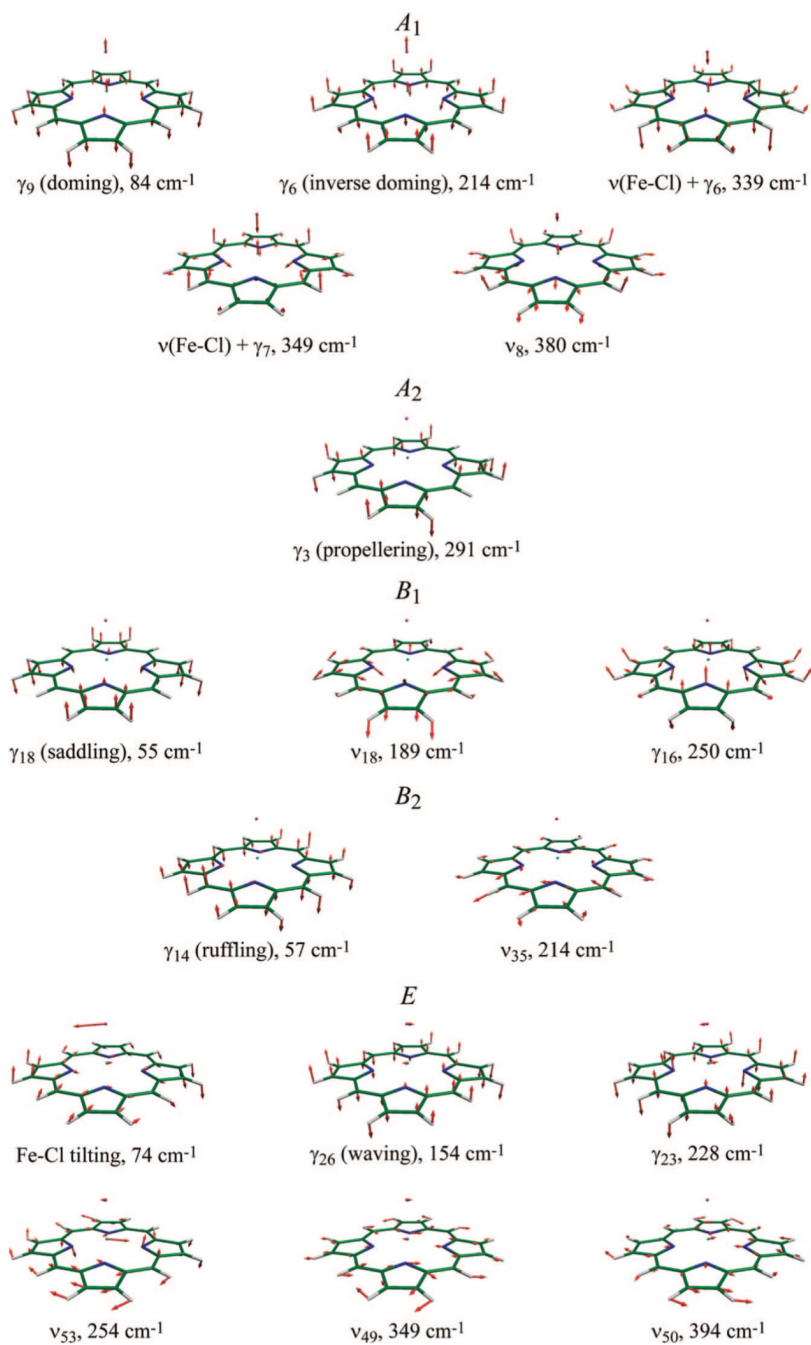 A₁
γ₉ (doming), 84 cm⁻¹
γ₆ (inverse doming), 214 cm⁻¹
ν(Fe-Cl) + γ₆, 339 cm⁻¹
ν(Fe-Cl) + γ₇, 349 cm⁻¹
ν₈, 380 cm⁻¹
A₂
γ₃ (propellering), 291 cm⁻¹
B₁
γ₁₈ (saddling), 55 cm⁻¹
ν₁₈, 189 cm⁻¹
γ₁₆, 250 cm⁻¹
B₂
γ₁₄ (ruffling), 57 cm⁻¹
ν₃₅, 214 cm⁻¹
E
Fe-Cl tilting, 74 cm⁻¹
γ₂₆ (waving), 154 cm⁻¹
γ₂₃, 228 cm⁻¹
ν₅₃, 254 cm⁻¹
ν₄₉, 349 cm⁻¹
ν₅₀, 394 cm⁻¹